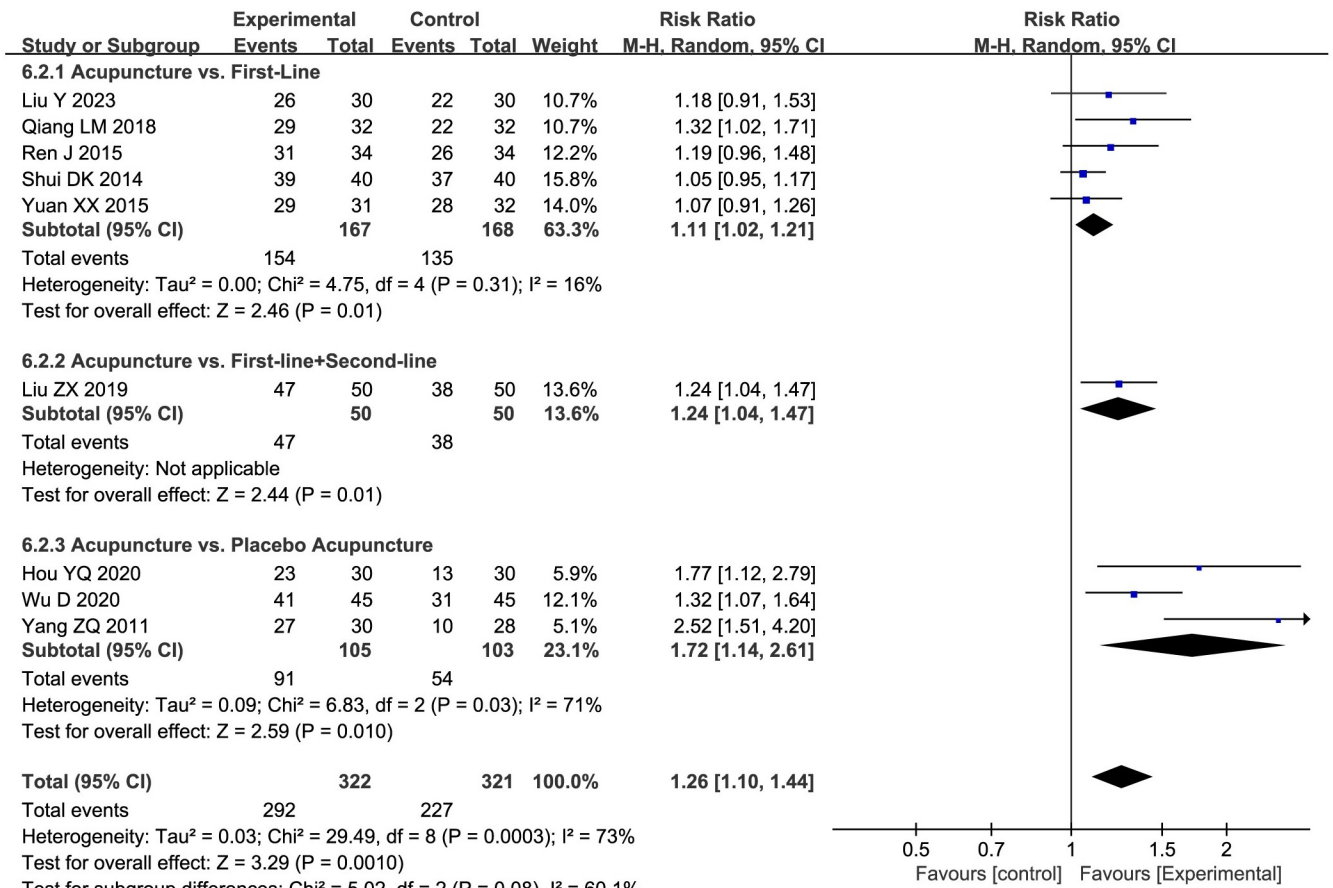 Experimental Control Risk Ratio Risk Ratio
Study or Subgroup Events Total Events Total Weight M-H, Random, 95% CI M-H, Random, 95% CI
6.2.1 Acupuncture vs. First-Line
Liu Y 2023 26 30 22 30 10.7% 1.18 [0.91, 1.53]
Qiang LM 2018 29 32 22 32 10.7% 1.32 [1.02, 1.71]
Ren J 2015 31 34 26 34 12.2% 1.19 [0.96, 1.48]
Shui DK 2014 39 40 37 40 15.8% 1.05 [0.95, 1.17]
Yuan XX 2015 29 31 28 32 14.0% 1.07 [0.91, 1.26]
Subtotal (95% CI) 167 168 63.3% 1.11 [1.02, 1.21]
Total events 154 135
Heterogeneity: Tau² = 0.00; Chi² = 4.75, df = 4 (P = 0.31); I² = 16%
Test for overall effect: Z = 2.46 (P = 0.01)
6.2.2 Acupuncture vs. First-line+Second-line
Liu ZX 2019 47 50 38 50 13.6% 1.24 [1.04, 1.47]
Subtotal (95% CI) 50 50 13.6% 1.24 [1.04, 1.47]
Total events 47 38
Heterogeneity: Not applicable
Test for overall effect: Z = 2.44 (P = 0.01)
6.2.3 Acupuncture vs. Placebo Acupuncture
Hou YQ 2020 23 30 13 30 5.9% 1.77 [1.12, 2.79]
Wu D 2020 41 45 31 45 12.1% 1.32 [1.07, 1.64]
Yang ZQ 2011 27 30 10 28 5.1% 2.52 [1.51, 4.20]
Subtotal (95% CI) 105 103 23.1% 1.72 [1.14, 2.61]
Total events 91 54
Heterogeneity: Tau² = 0.09; Chi² = 6.83, df = 2 (P = 0.03); I² = 71%
Test for overall effect: Z = 2.59 (P = 0.010)
Total (95% CI) 322 321 100.0% 1.26 [1.10, 1.44]
Total events 292 227
Heterogeneity: Tau² = 0.03; Chi² = 29.49, df = 8 (P = 0.0003); I² = 73%
Test for overall effect: Z = 3.29 (P = 0.0010)
Test for subgroup differences: Chi² = 5.02, df = 2 (P = 0.08), I² = 60.1%
0.5 0.7 1 1.5 2
Favours [control] Favours [Experimental]